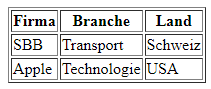 Firma Branche Land
SBB Transport Schweiz
Apple Technologie USA